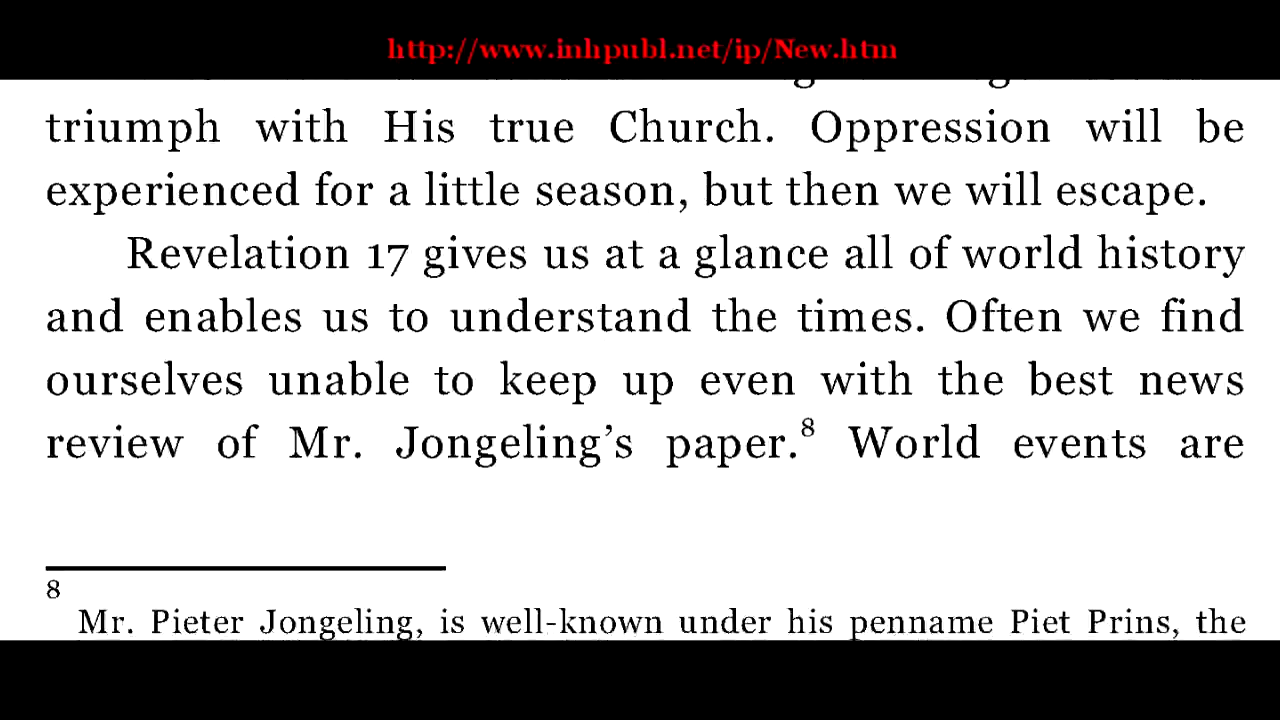 http://www.inhpubl.net/ip/New.htm
triumph with His true Church. Oppression will be
experienced for a little season, but then we will escape.
Revelation 17 gives us at a glance all of world history
and enables us to understand the times. Often we find
ourselves unable to keep up even with the best news
review of Mr. Jongeling’s paper.8 World events are
8
Mr. Pieter Jongeling, is well-known under his penname Piet Prins, the